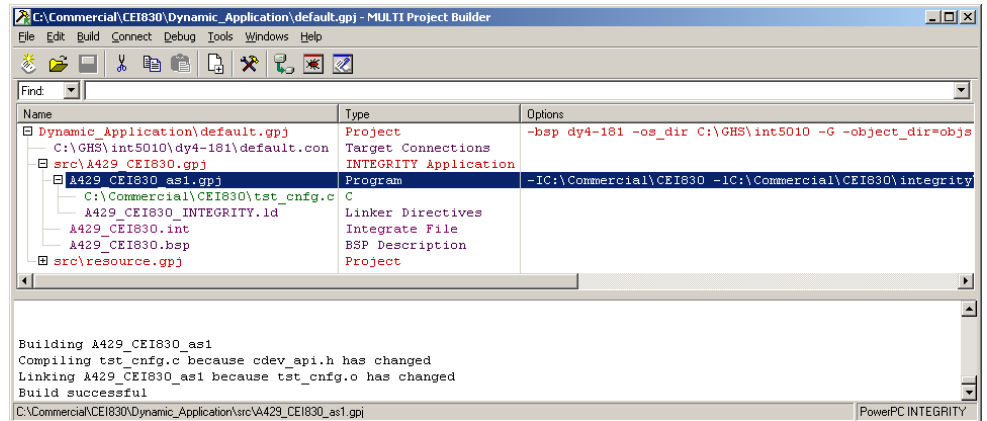 C:\Commercial\CEI830\Dynamic_Application\default.gpj - MULTI Project Builder
File Edit Build Connect Debug Tools Windows Help
Find:
Name Type Options
Dynamic_Application\default.gpj Project -bsp dy4-181 -os_dir C:\GHS\int5010 -G -object_dir=objs
C:\GHS\int5010\dy4-181\default.con Target Connections
src\A429_CEI830.gpj INTEGRITY Application
A429_CEI830_as1.gpj Program -IC:\Commercial\CEI830 -lC:\Commercial\CEI830\integrity
C:\Commercial\CEI830\tst_cnfg.c C
A429_CEI830_INTEGRITY.ld Linker Directives
A429_CEI830.int Integrate File
A429_CEI830.bsp BSP Description
src\resource.gpj Project
Building A429_CEI830_as1
Compiling tst_cnfg.c because cdev_api.h has changed
Linking A429_CEI830_as1 because tst_cnfg.o has changed
Build successful
C:\Commercial\CEI830\Dynamic_Application\src\A429_CEI830_as1.gpj PowerPC INTEGRITY